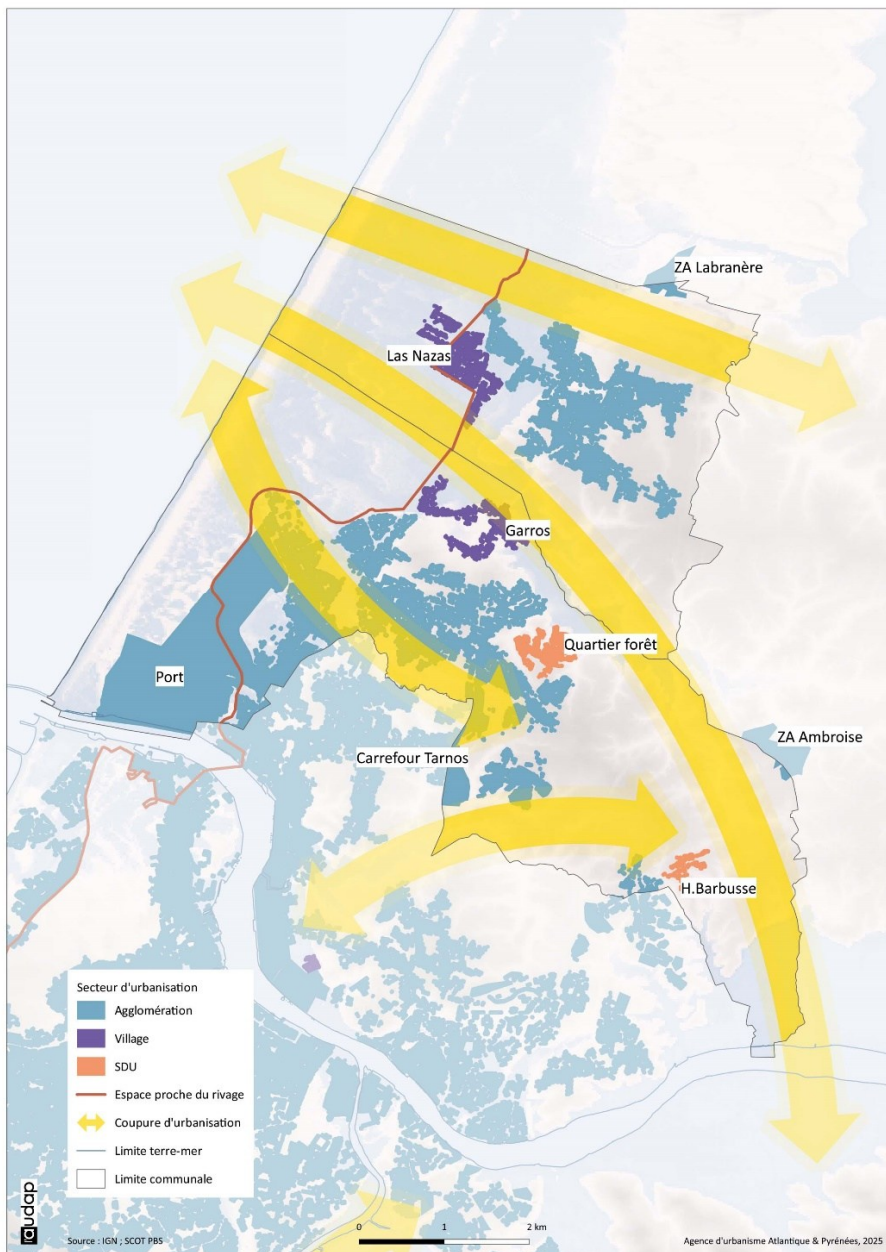 ZA Labranère
Las Nazas
Garros
Quartier forêt
Port
ZA Ambroise
Carrefour Tarnos
H.Barbusse
Secteur d'urbanisation
Agglomération
Village
SDU
Espace proche du rivage
Coupure d'urbanisation
Limite terre-mer
Limite communale
audap
Source : IGN ; SCOT PBS
0 1 2 km
Agence d'urbanisme Atlantique & Pyrénées, 2025